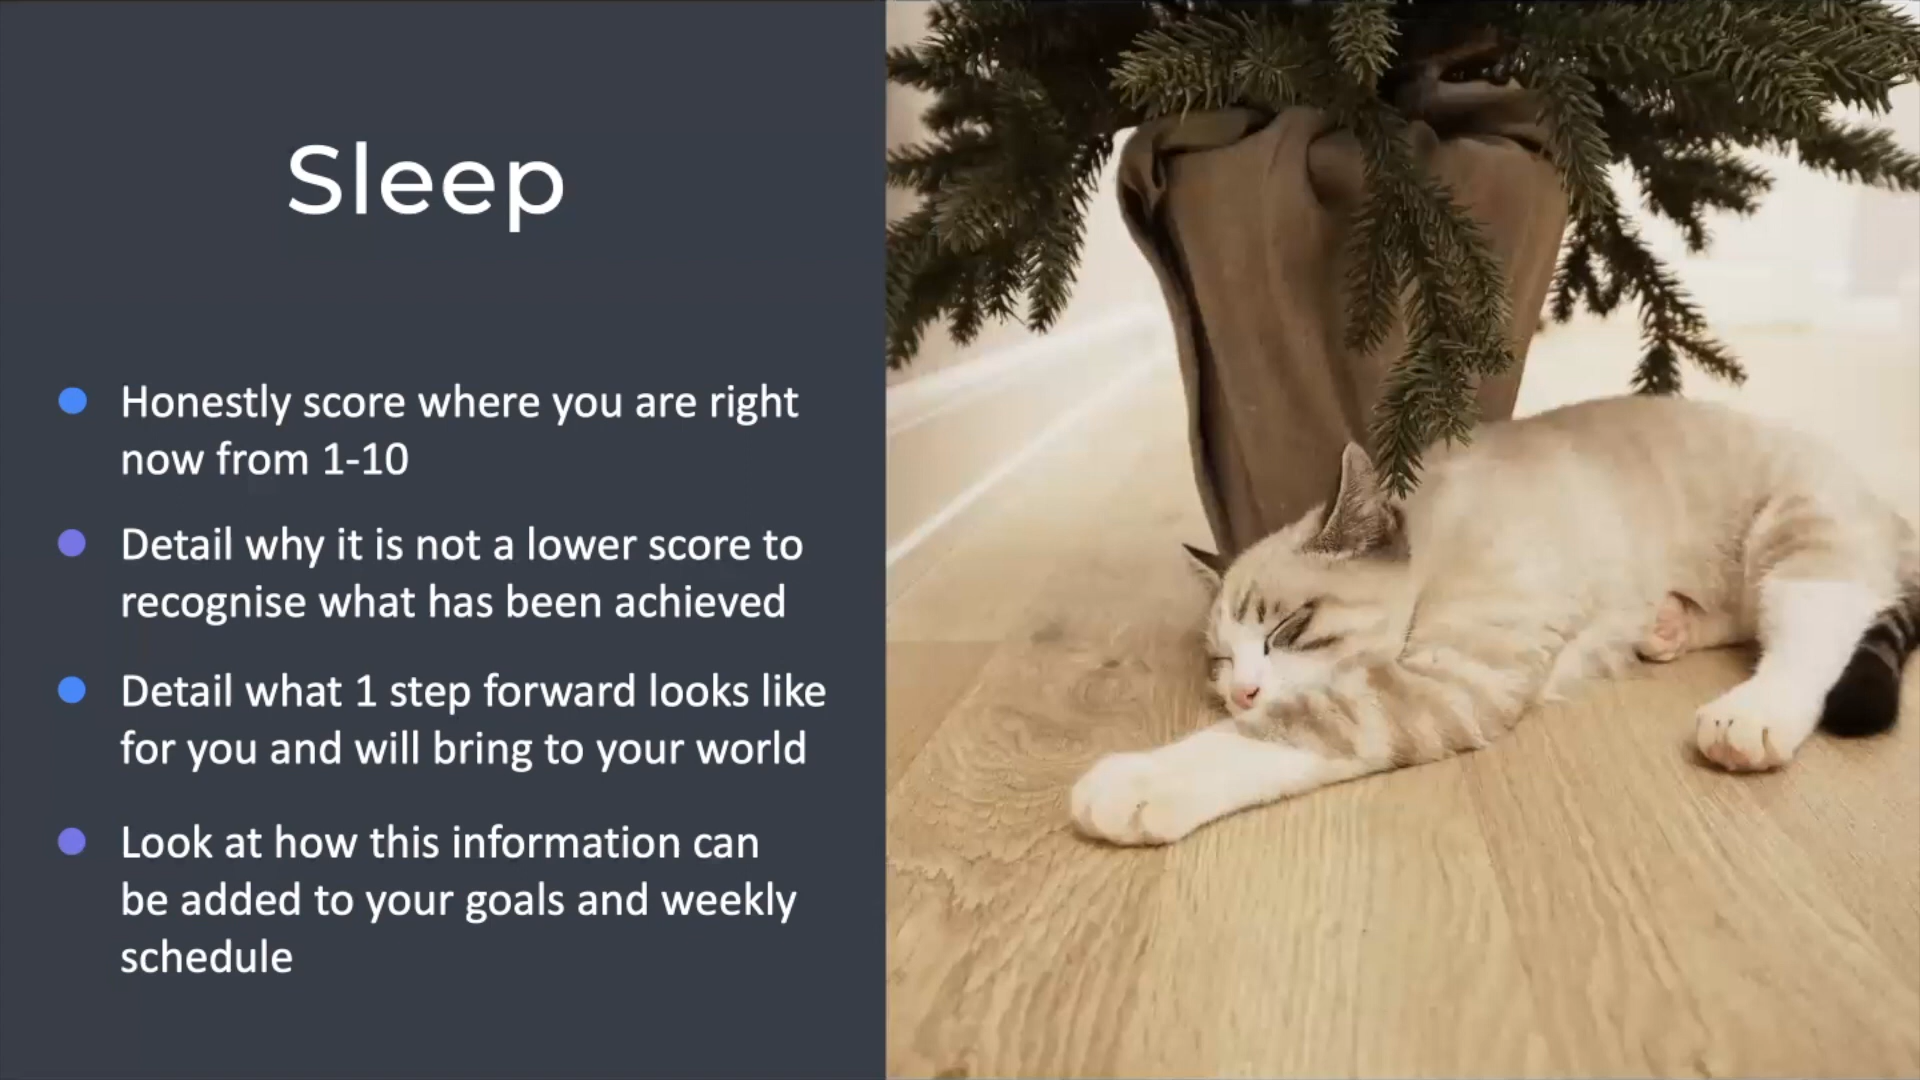 Sleep
Honestly score where you are right
now from 1-10
Detail why it is not a lower score to
recognise what has been achieved
Detail what 1 step forward looks like
for you and will bring to your world
Look at how this information can
be added to your goals and weekly
schedule